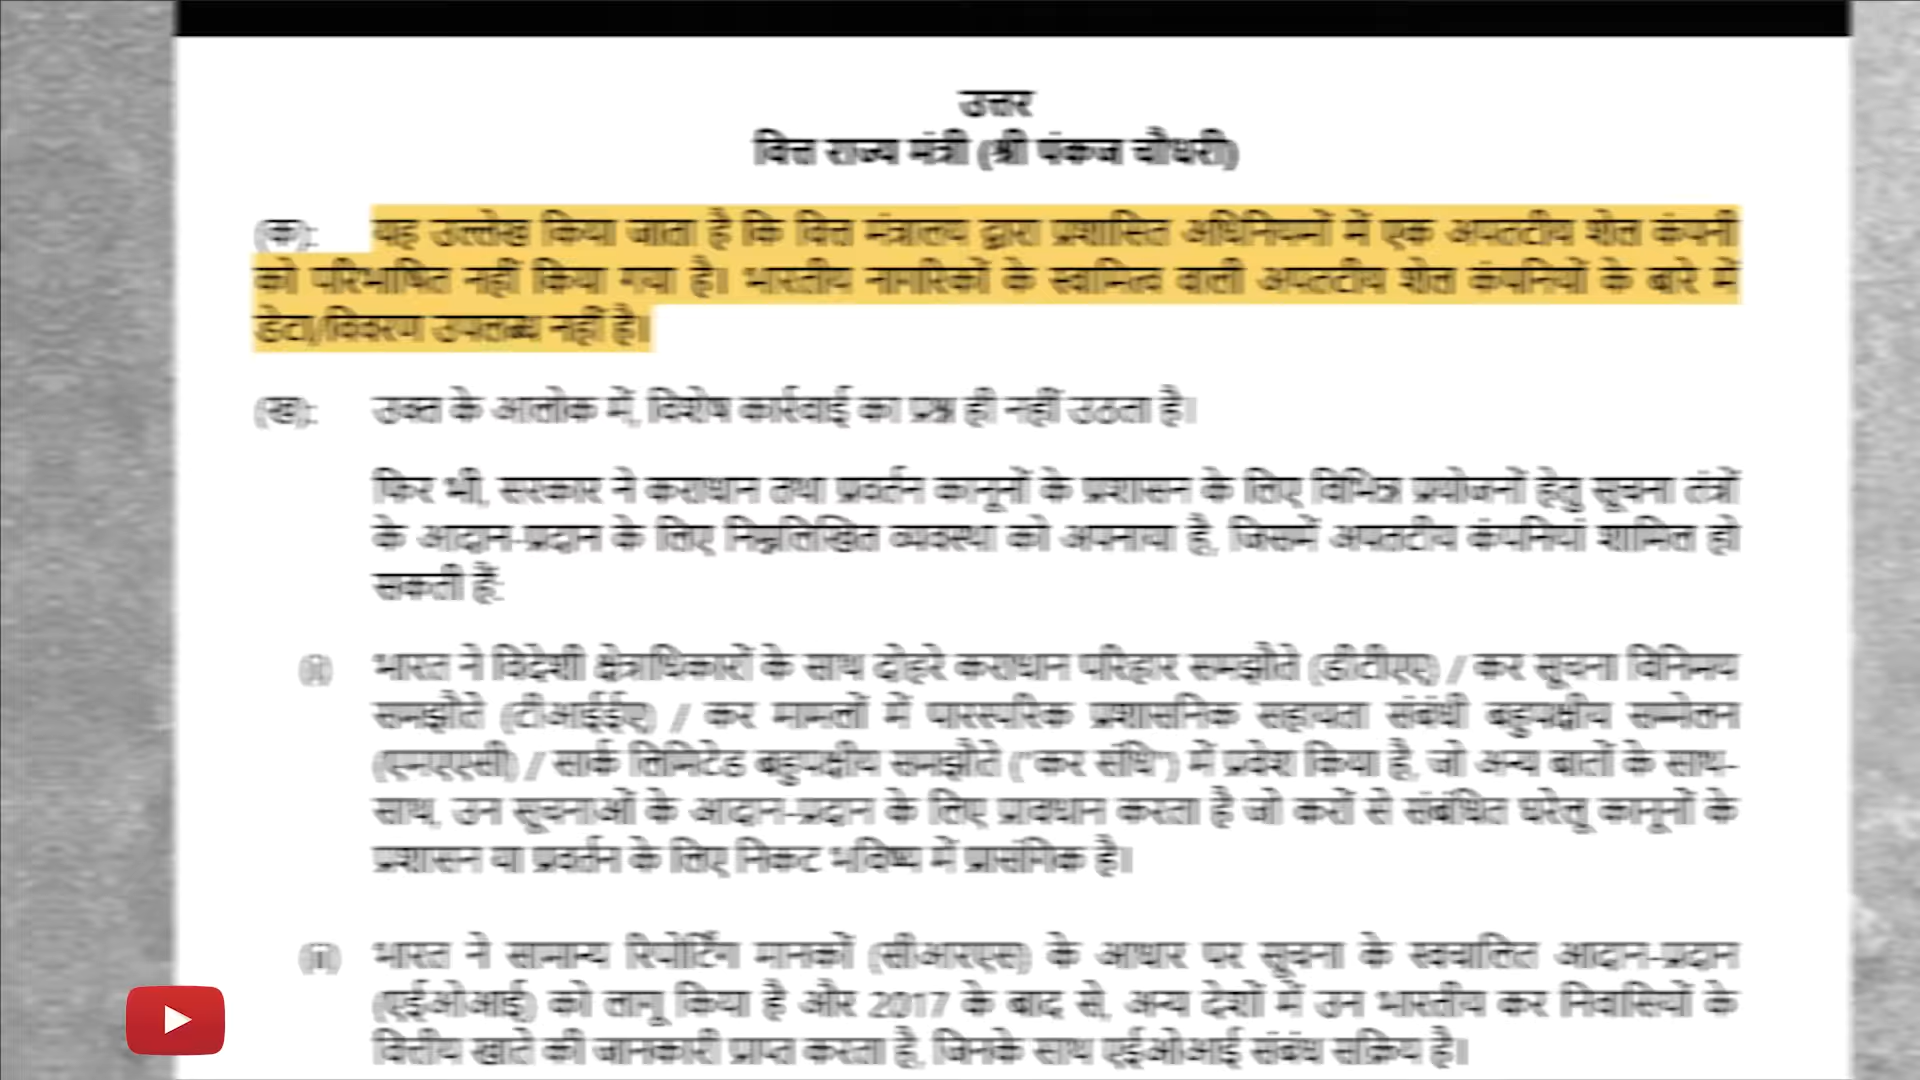 उत्तर
वित्त राज्य मंत्री (श्री पंकज चौधरी)
(क): यह उल्लेख किया जाता है कि वित्त मंत्रालय द्वारा प्रशासित अधिनियमों में एक अपतटीय शेल कंपनी
को परिभाषित नहीं किया गया है। भारतीय नागरिकों के स्वामित्व वाली अपतटीय शेल कंपनियों के बारे में
डेटा/विवरण उपलब्ध नहीं है।
(ख): उक्त के आलोक में, विशेष कार्रवाई का प्रश्न ही नहीं उठता है।
फिर भी, सरकार ने कराधान तथा प्रवर्तन कानूनों के प्रशासन के लिए विभिन्न प्रयोजनों हेतु सूचना तंत्रों
के आदान-प्रदान के लिए निम्नलिखित व्यवस्था को अपनाया है, जिसमें अपतटीय कंपनियां शामिल हो
सकती हैं:
(i) भारत ने विदेशी क्षेत्राधिकारों के साथ दोहरे कराधान परिहार समझौते (डीटीएए) / कर सूचना विनिमय
समझौते (टीआईईए) / कर मामलों में पारस्परिक प्रशासनिक सहायता संबंधी बहुपक्षीय सम्मेलन
(एमएएसी) / सार्क लिमिटेड बहुपक्षीय समझौते ("कर संधि") में प्रवेश किया है, जो अन्य बातों के साथ-
साथ, उन सूचनाओं के आदान-प्रदान के लिए प्रावधान करता है जो करों से संबंधित घरेलू कानूनों के
प्रशासन या प्रवर्तन के लिए निकट भविष्य में प्रासंगिक है।
(ii) भारत ने सामान्य रिपोर्टिंग मानकों (सीआरएस) के आधार पर सूचना के स्वचालित आदान-प्रदान
(एईओआई) को लागू किया है और 2017 के बाद से, अन्य देशों में उन भारतीय कर निवासियों के
वित्तीय खाते की जानकारी प्राप्त करता है, जिनके साथ एईओआई संबंध सक्रिय है।